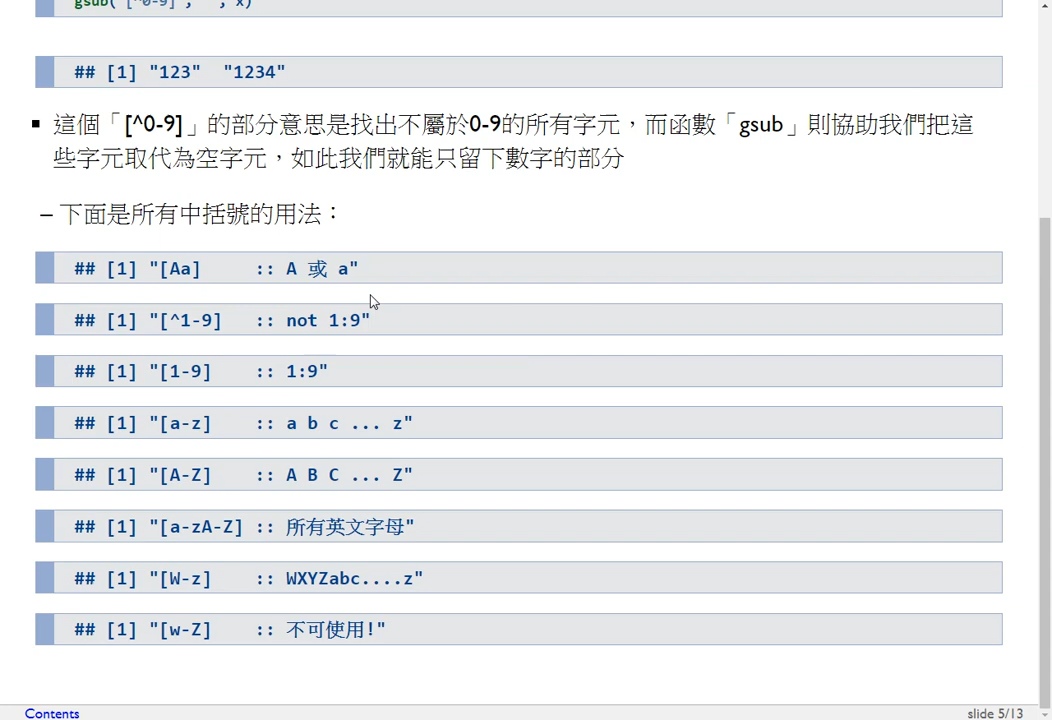 gsub("[^0-9]", "", x)
## [1] "123"  "1234"
▪ 這個「[^0-9]」的部分意思是找出不屬於0-9的所有字元，而函數「gsub」則協助我們把這
些字元取代為空字元，如此我們就能只留下數字的部分
– 下面是所有中括號的用法：
## [1] "[Aa]     :: A 或 a"
## [1] "[^1-9]   :: not 1:9"
## [1] "[1-9]    :: 1:9"
## [1] "[a-z]    :: a b c ... z"
## [1] "[A-Z]    :: A B C ... Z"
## [1] "[a-zA-Z] :: 所有英文字母"
## [1] "[W-z]    :: WXYZabc....z"
## [1] "[w-Z]    :: 不可使用!"
Contents
slide 5/13